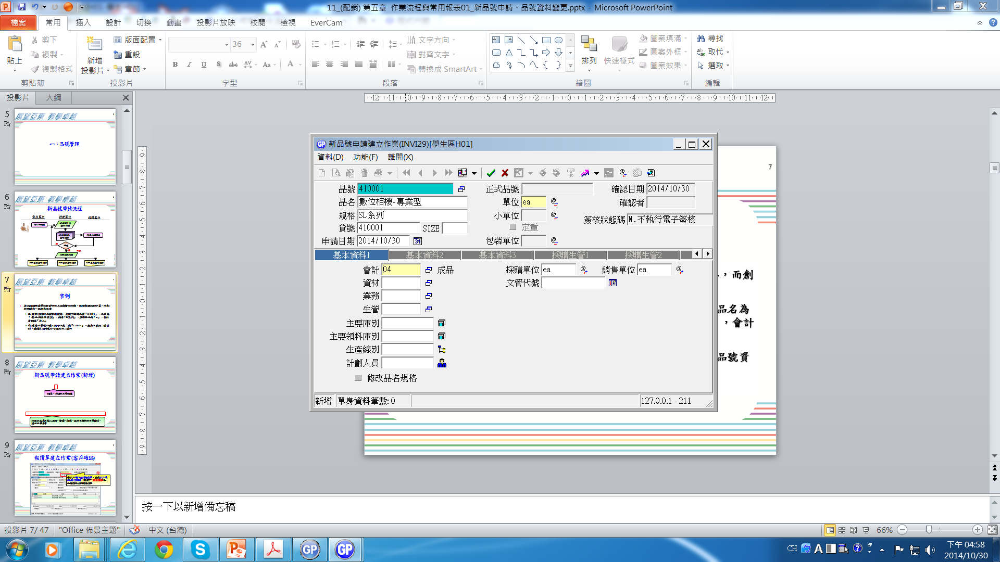 11_(配銷) 第五章 作業流程與常用報表01_新品號申請、品號資料變更.pptx - Microsoft PowerPoint
檔案 常用 插入 設計 切換 動畫 投影片放映 校閱 檢視 EverCam
貼上 剪下 複製 複製格式 剪貼簿
新增投影片 版面配置 重設 章節 投影片
36 字型
文字方向 對齊文字 轉換成 SmartArt 段落
排列 快速樣式 圖案填滿 圖案外框 圖案效果 繪圖
尋找 取代 選取 編輯
投影片 大綱
5 展望亞東 教學卓越
一、品號管理
6 展望亞東 教學卓越
新品號申請流程
7 展望亞東 教學卓越
案例
8 展望亞東 教學卓越
新品號申請建立作業(新增)
9 展望亞東 教學卓越
報價單建立作業(客戶確認)
7
，而創
品名為
，會計
品號資
新品號申請建立作業(INVI29)[學生區H01]
資料(D) 功能(F) 離開(X)
品號 410001 正式品號 確認日期 2014/10/30
品名 數位相機-專業型 單位 ea 確認者
規格 SL系列 小單位 簽核狀態碼 N.不執行電子簽核
貨號 410001 SIZE 定重
申請日期 2014/10/30 包裝單位
基本資料1 基本資料2 基本資料3 採購生管1 採購生管2
會計 04 成品 採購單位 ea 銷售單位 ea
資材 文管代號
業務
生管
主要庫別
主要領料庫別
生產線別
計劃人員
修改品名規格
新增 單身資料筆數: 0 127.0.0.1 - 211
按一下以新增備忘稿
投影片 7/ 47 "Office 佈景主題" 中文 (台灣) 66%
CH 下午 04:58
2014/10/30